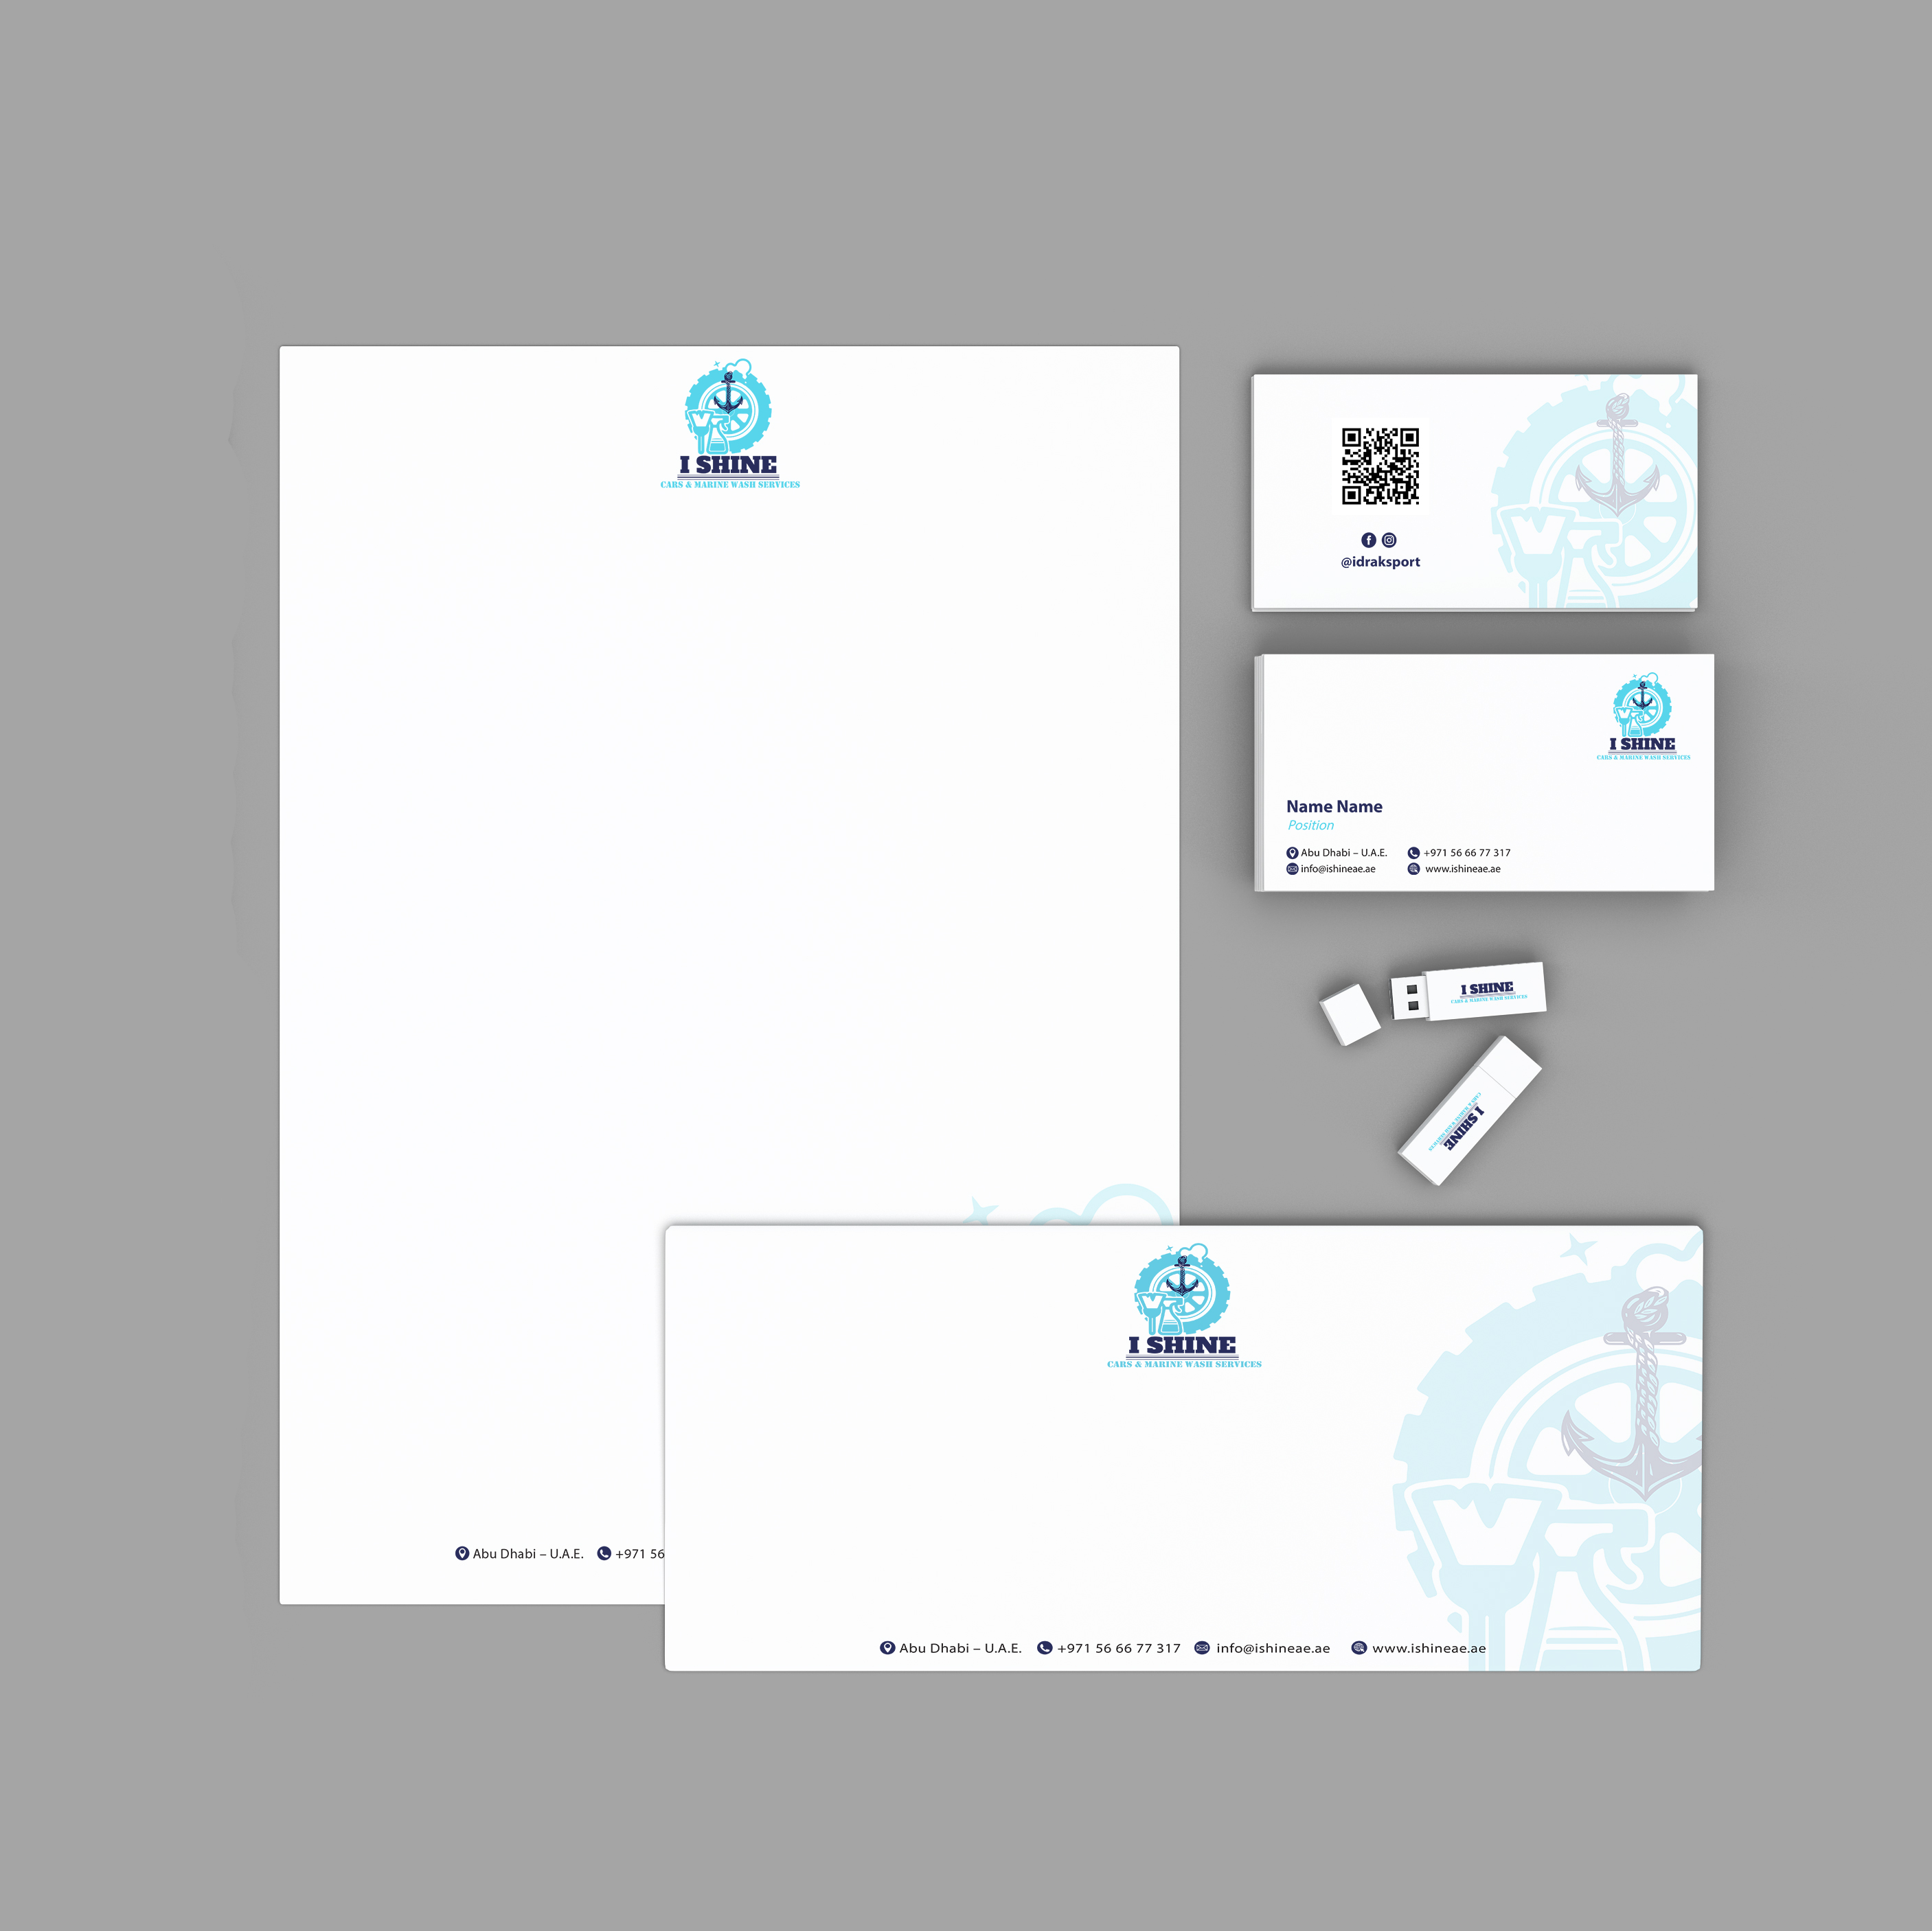 I SHINE
CARS & MARINE WASH SERVICES
Abu Dhabi – U.A.E. +971 56
@idraksport
I SHINE
CARS & MARINE WASH SERVICES
Name Name
Position
Abu Dhabi – U.A.E. +971 56 66 77 317
info@ishineae.ae www.ishineae.ae
I SHINE
CARS & MARINE WASH SERVICES
I SHINE
CARS & MARINE WASH SERVICES
I SHINE
CARS & MARINE WASH SERVICES
Abu Dhabi – U.A.E. +971 56 66 77 317 info@ishineae.ae www.ishineae.ae